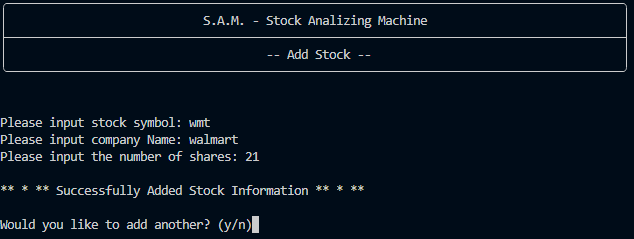 S.A.M. - Stock Analizing Machine
-- Add Stock --
Please input stock symbol: wmt
Please input company Name: walmart
Please input the number of shares: 21
** * ** Successfully Added Stock Information ** * **
Would you like to add another? (y/n)